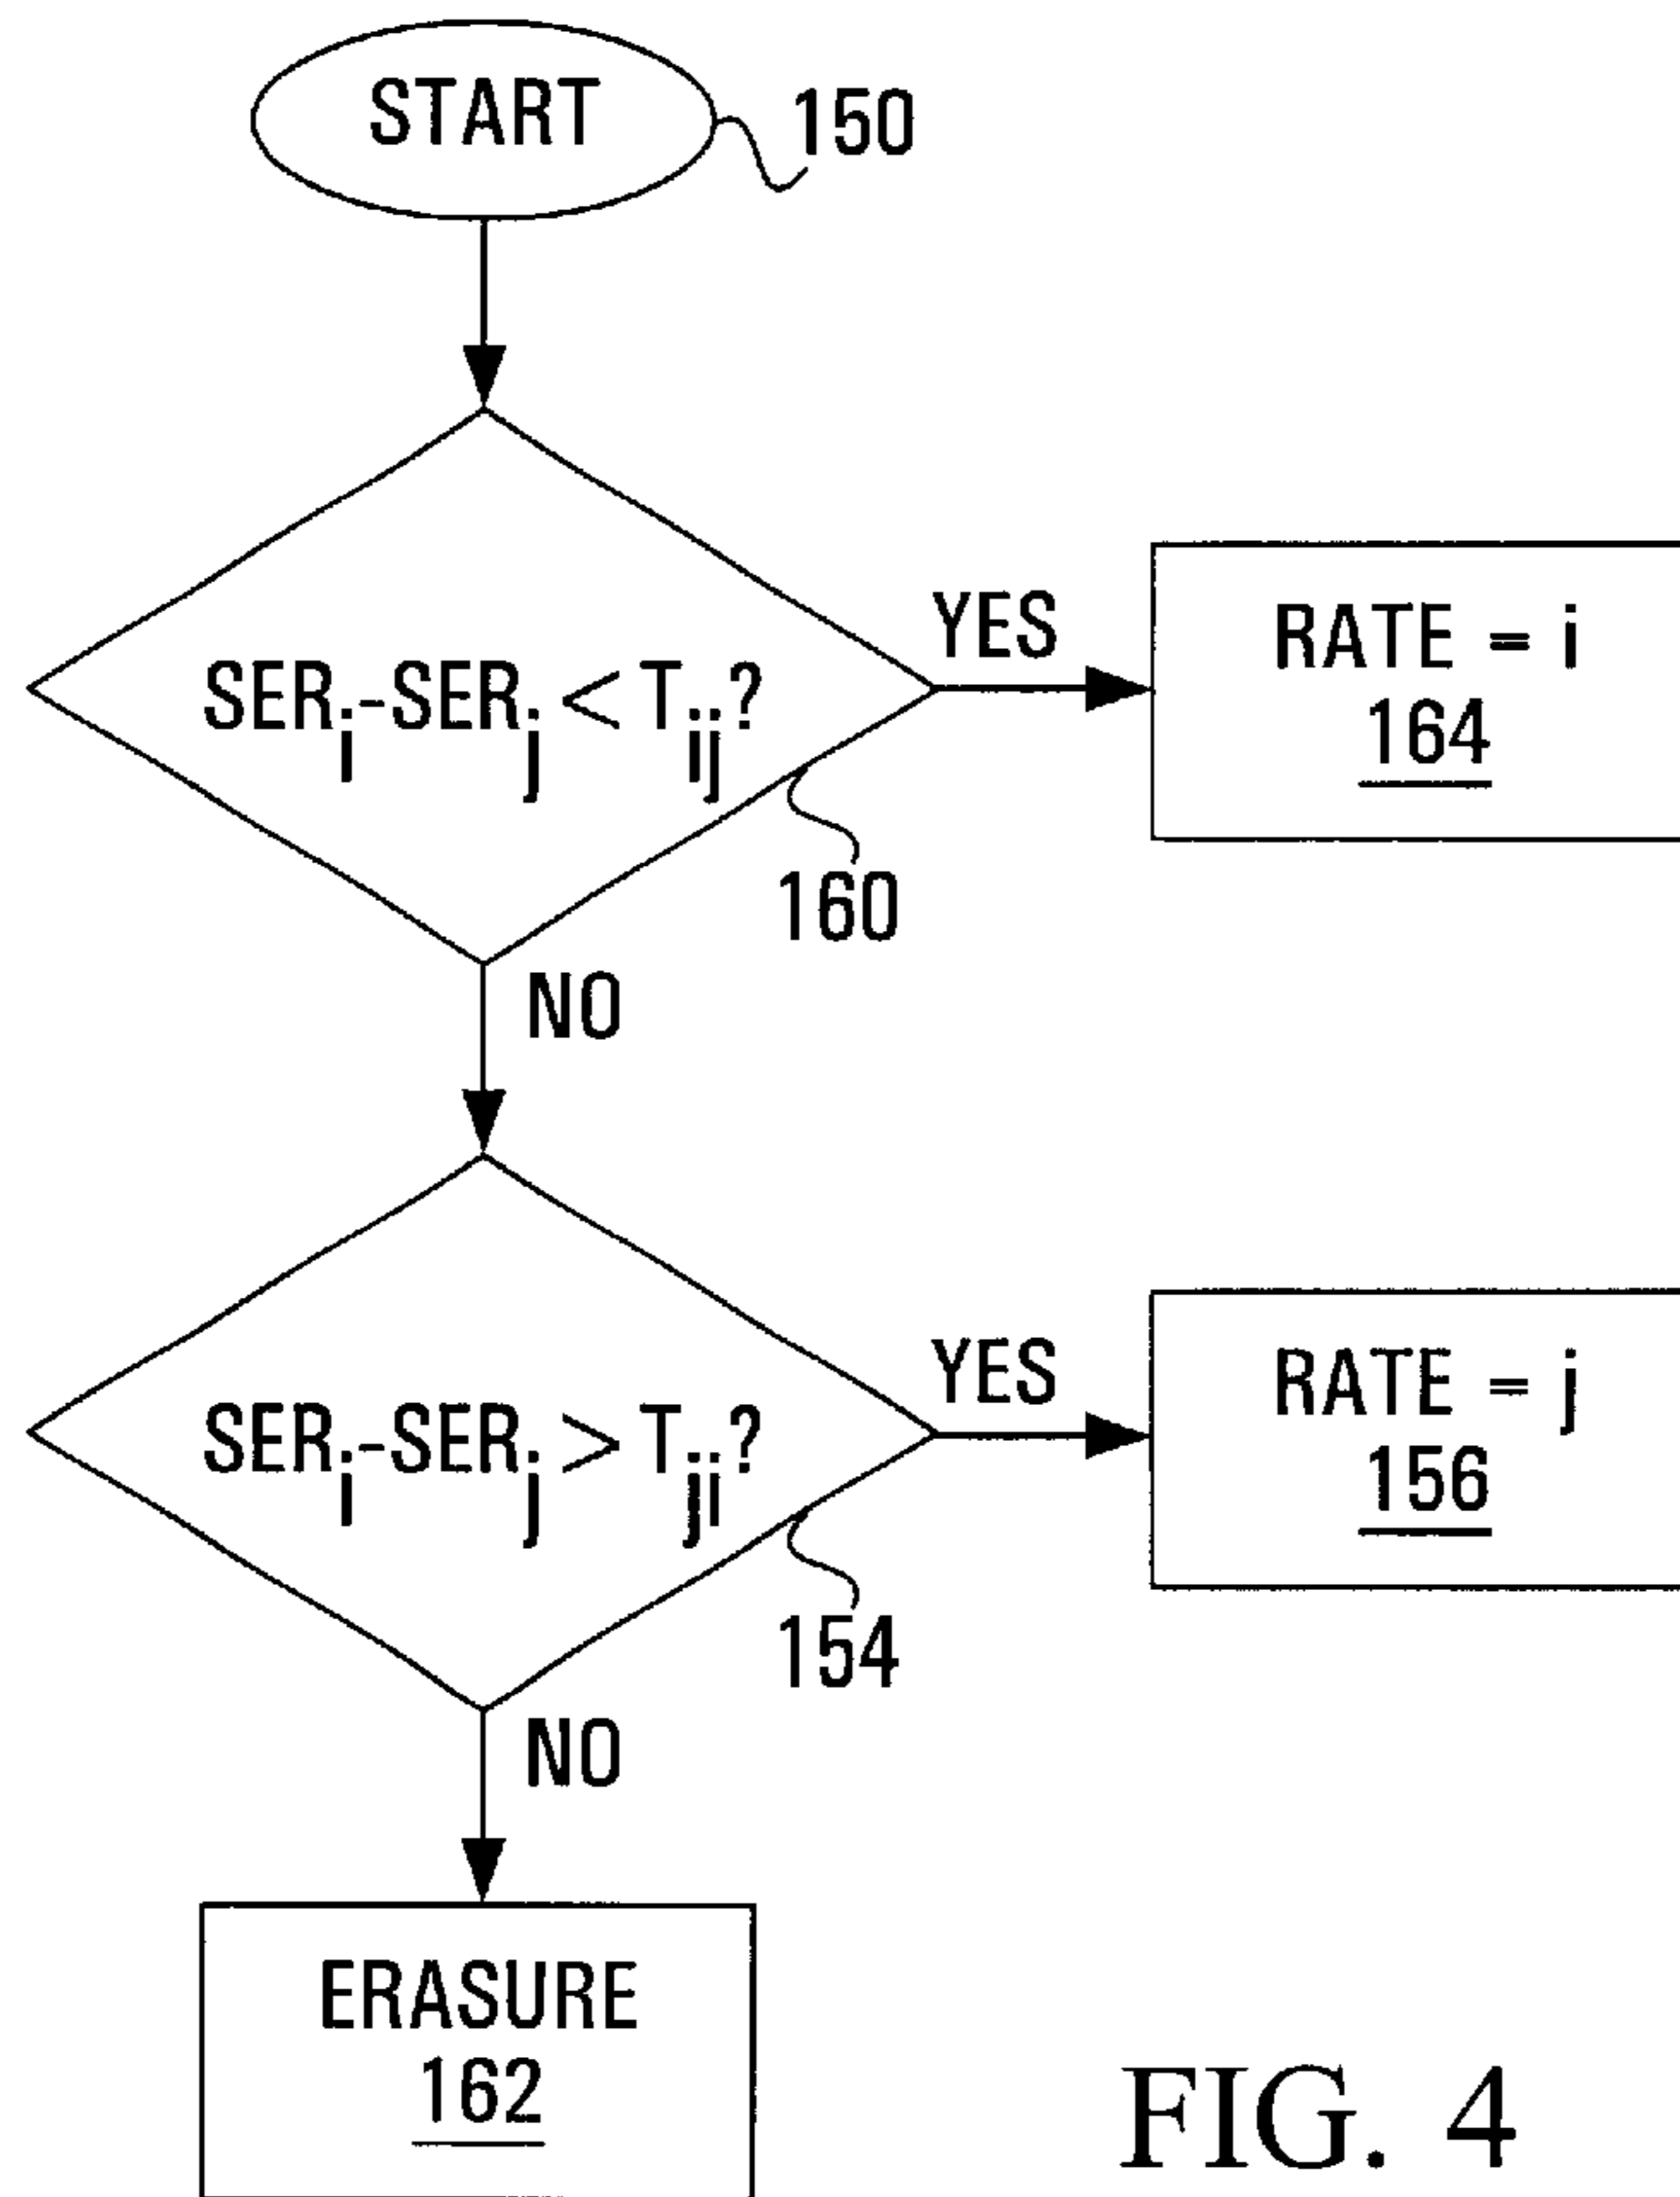 START
150
SERi-SERj < Tij?
YES
RATE = i
164
160
NO
SERi-SERj > Tji?
YES
RATE = j
156
154
NO
ERASURE
162
FIG. 4